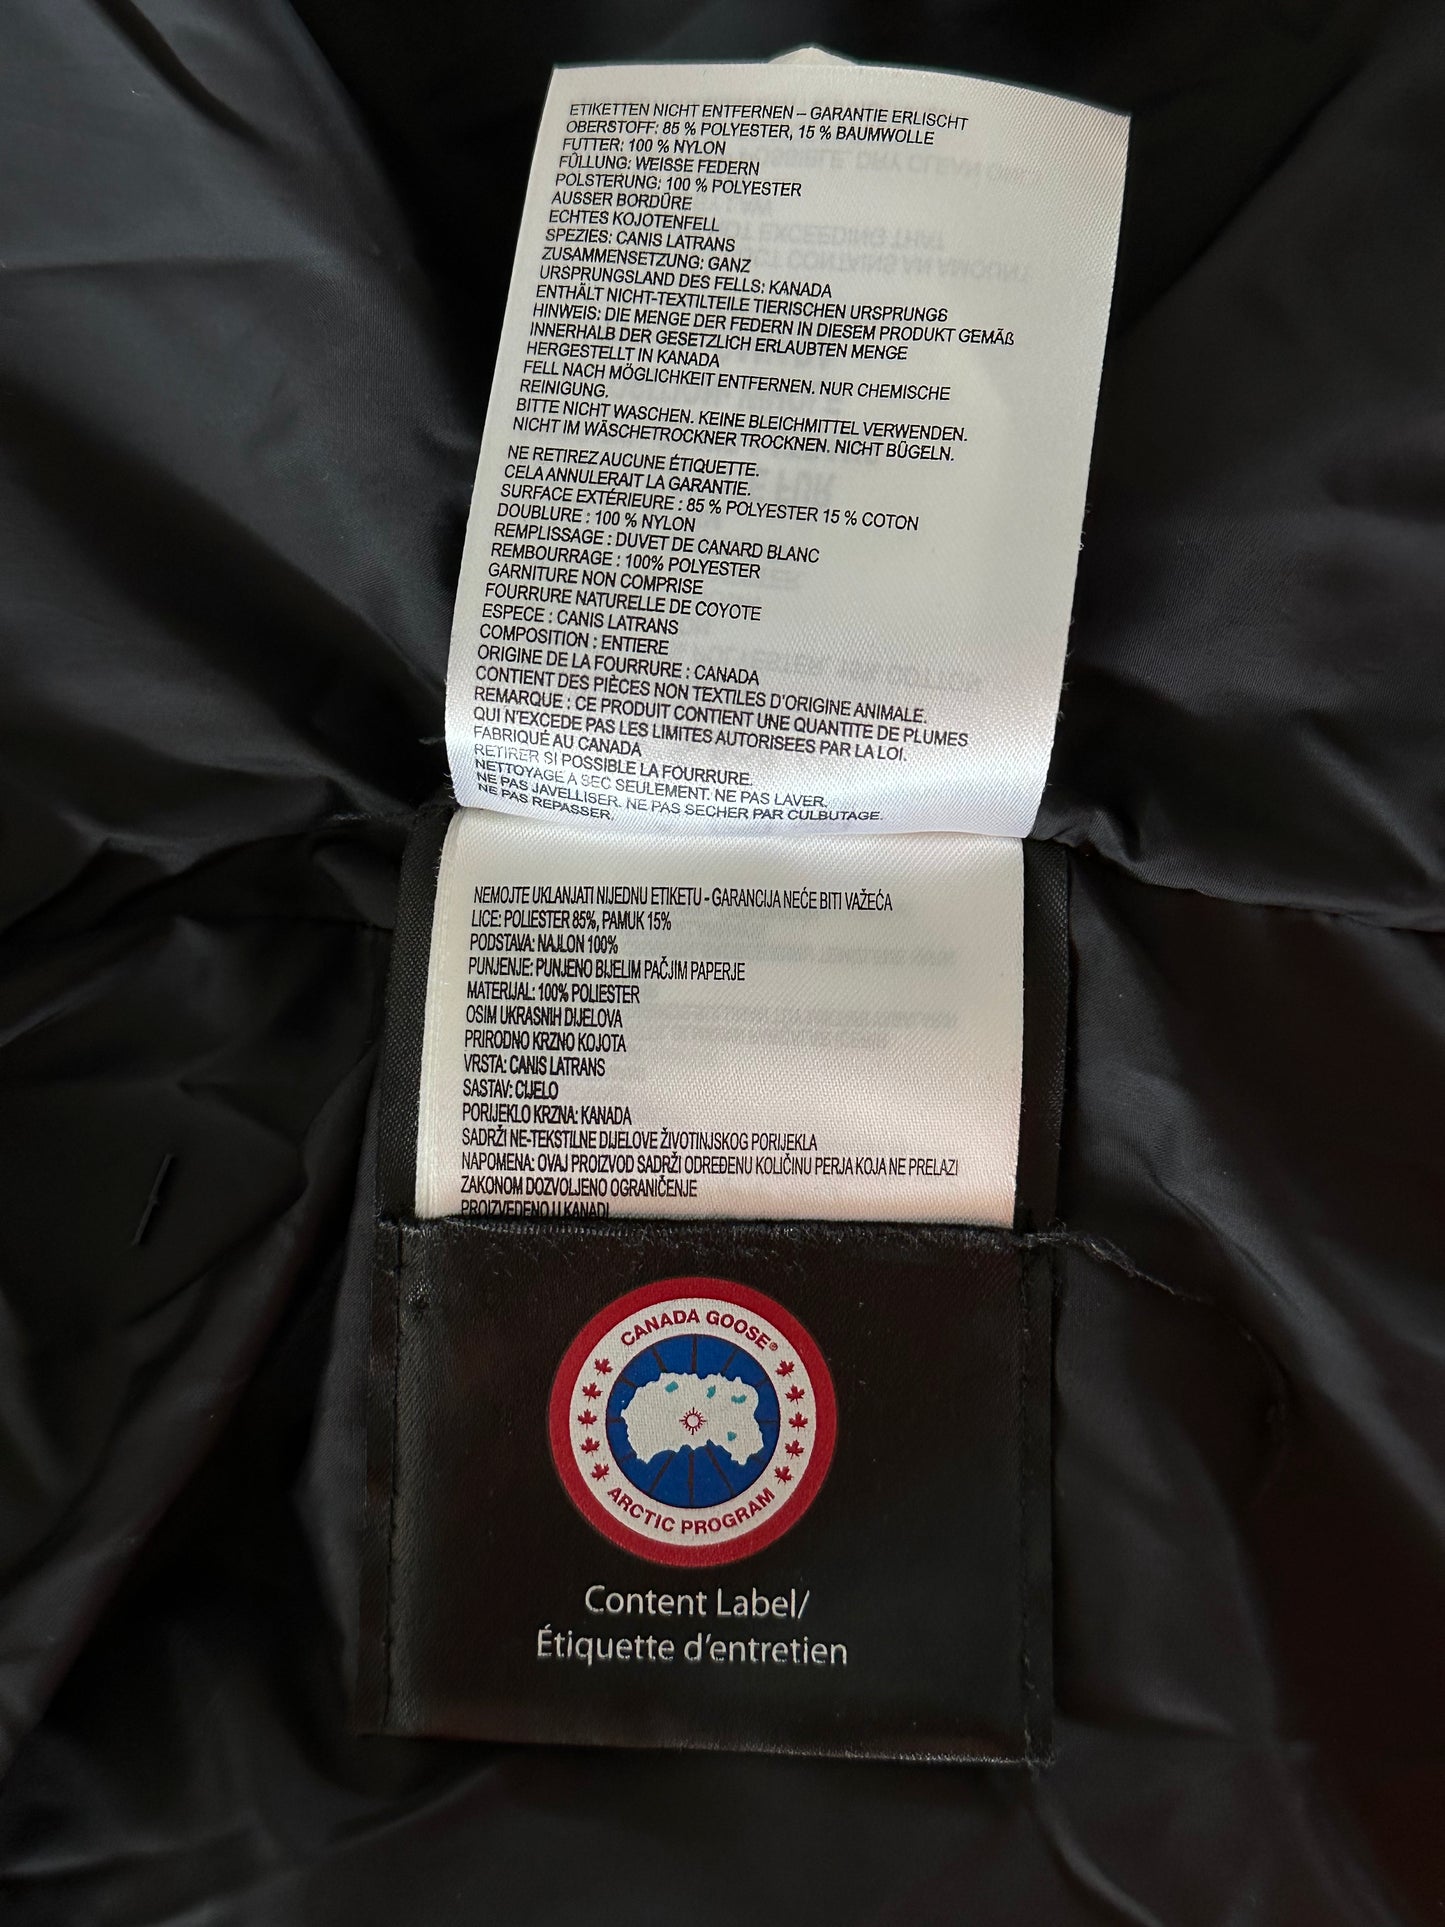 ETIKETTEN NICHT ENTFERNEN – GARANTIE ERLISCHT
OBERSTOFF: 85 % POLYESTER, 15 % BAUMWOLLE
FUTTER: 100 % NYLON
FÜLLUNG: WEISSE FEDERN
POLSTERUNG: 100 % POLYESTER
AUSSER BORDÜRE
ECHTES KOJOTENFELL
SPEZIES: CANIS LATRANS
ZUSAMMENSETZUNG: GANZ
URSPRUNGSLAND DES FELLS: KANADA
ENTHÄLT NICHT-TEXTILTEILE TIERISCHEN URSPRUNGS
HINWEIS: DIE MENGE DER FEDERN IN DIESEM PRODUKT GEMÄß
INNERHALB DER GESETZLICH ERLAUBTEN MENGE
HERGESTELLT IN KANADA
FELL NACH MÖGLICHKEIT ENTFERNEN. NUR CHEMISCHE
REINIGUNG.
BITTE NICHT WASCHEN. KEINE BLEICHMITTEL VERWENDEN.
NICHT IM WÄSCHETROCKNER TROCKNEN. NICHT BÜGELN.
NE RETIREZ AUCUNE ÉTIQUETTE.
CELA ANNULERAIT LA GARANTIE.
SURFACE EXTÉRIEURE : 85 % POLYESTER 15 % COTON
DOUBLURE : 100 % NYLON
REMPLISSAGE : DUVET DE CANARD BLANC
REMBOURRAGE : 100% POLYESTER
GARNITURE NON COMPRISE
FOURRURE NATURELLE DE COYOTE
ESPECE : CANIS LATRANS
COMPOSITION : ENTIERE
ORIGINE DE LA FOURRURE : CANADA
CONTIENT DES PIÈCES NON TEXTILES D'ORIGINE ANIMALE.
REMARQUE : CE PRODUIT CONTIENT UNE QUANTITE DE PLUMES
QUI N'EXCEDE PAS LES LIMITES AUTORISEES PAR LA LOI.
FABRIQUÉ AU CANADA
RETIRER SI POSSIBLE LA FOURRURE.
NETTOYAGE A SEC SEULEMENT. NE PAS LAVER.
NE PAS JAVELLISER. NE PAS SECHER PAR CULBUTAGE.
NE PAS REPASSER.
NEMOJTE UKLANJATI NIJEDNU ETIKETU - GARANCIJA NEĆE BITI VAŽEĆA
LICE: POLIESTER 85%, PAMUK 15%
PODSTAVA: NAJLON 100%
PUNJENJE: PUNJENO BIJELIM PAČJIM PAPERJE
MATERIJAL: 100% POLIESTER
OSIM UKRASNIH DIJELOVA
PRIRODNO KRZNO KOJOTA
VRSTA: CANIS LATRANS
SASTAV: CIJELO
PORIJEKLO KRZNA: KANADA
SADRŽI NE-TEKSTILNE DIJELOVE ŽIVOTINJSKOG PORIJEKLA
NAPOMENA: OVAJ PROIZVOD SADRŽI ODREĐENU KOLIČINU PERJA KOJA NE PRELAZI
ZAKONOM DOZVOLJENO OGRANIČENJE
PROIZVEDENO U KANADI
CANADA GOOSE®
ARCTIC PROGRAM
Content Label/
Étiquette d'entretien